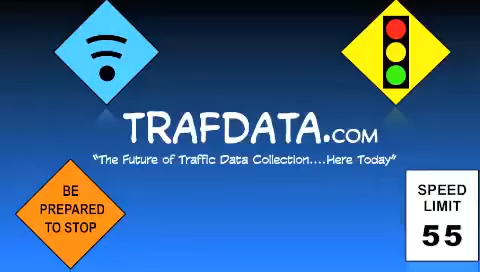 TRAFDATA.COM
"The Future of Traffic Data Collection....Here Today"
BE
PREPARED
TO STOP
SPEED
LIMIT
55